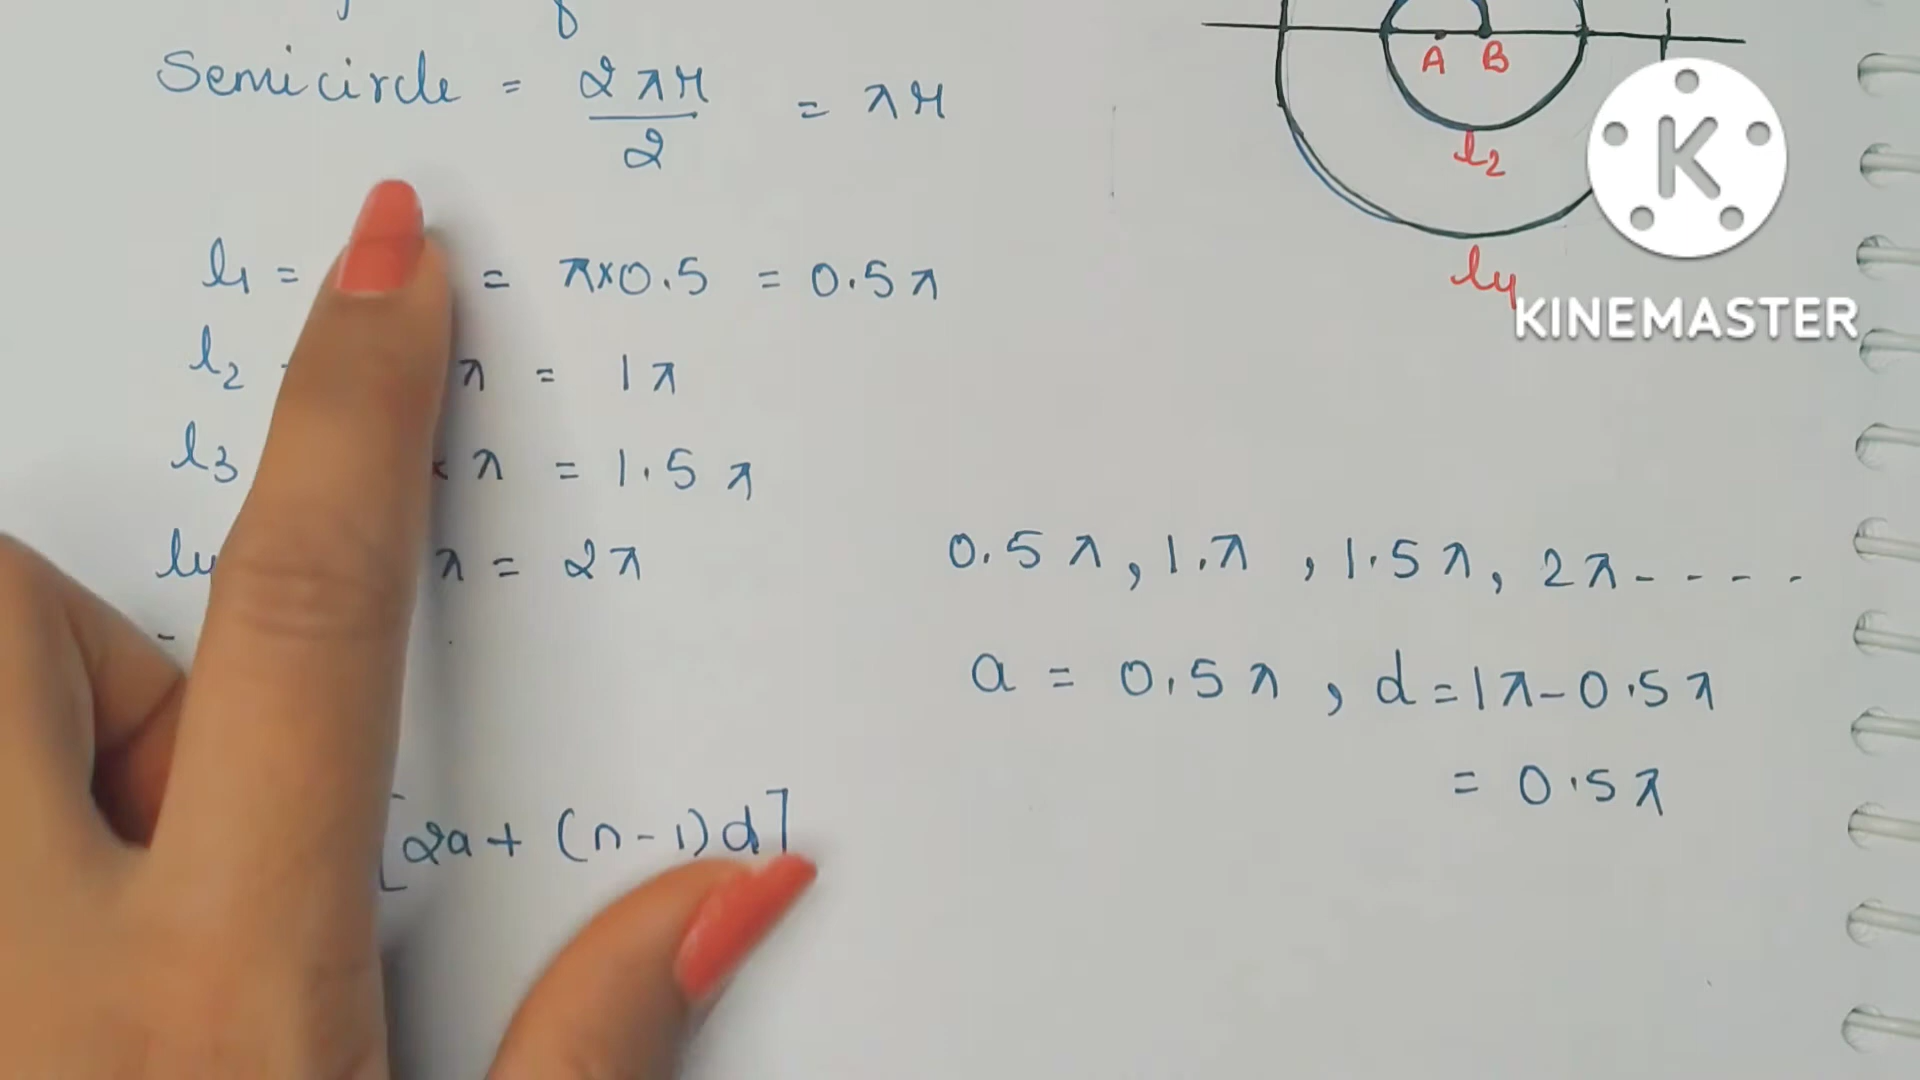 Semicircle = 2πr/2 = πr
l1 = = π×0.5 = 0.5π
l2 π = 1π
l3 × π = 1.5π
l4 π = 2π
[2a + (n-1)d]
0.5π, 1.π, 1.5π, 2π - - - -
a = 0.5π, d = 1π - 0.5π
= 0.5π
A B
l2
l4
K
KINEMASTER